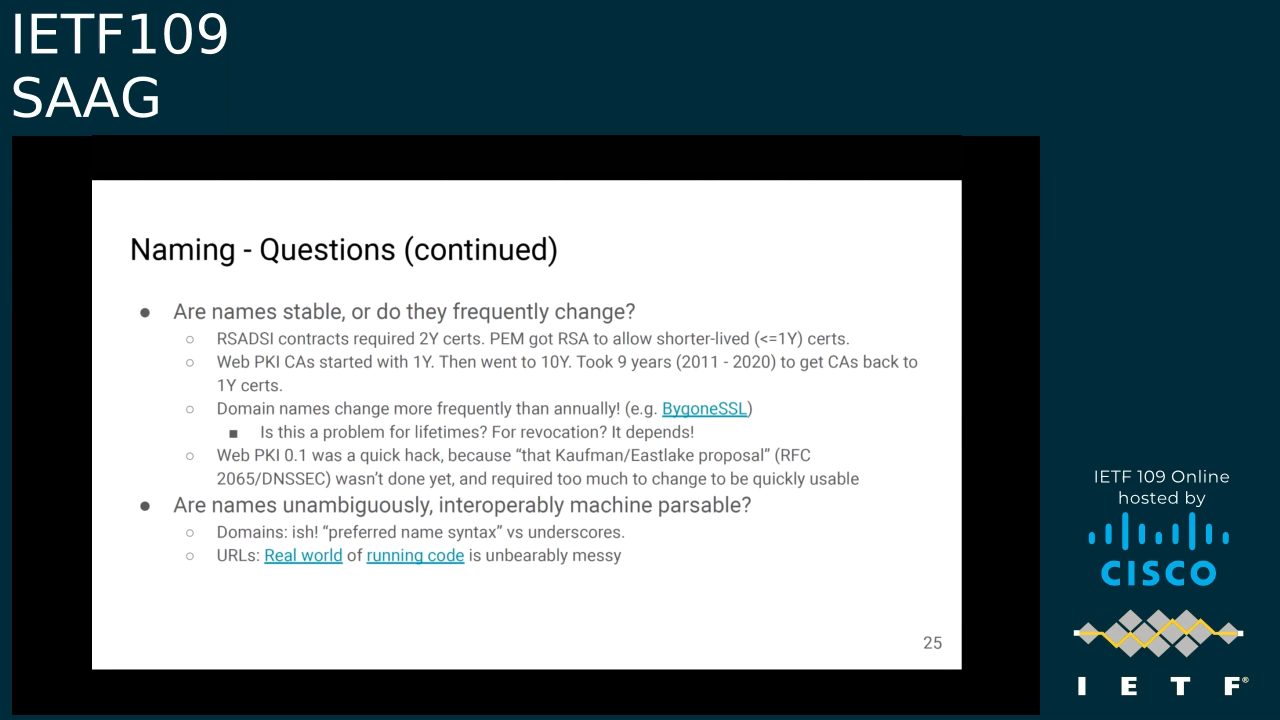 IETF109
SAAG
Naming - Questions (continued)
● Are names stable, or do they frequently change?
○ RSADSI contracts required 2Y certs. PEM got RSA to allow shorter-lived (<=1Y) certs.
○ Web PKI CAs started with 1Y. Then went to 10Y. Took 9 years (2011 - 2020) to get CAs back to
1Y certs.
○ Domain names change more frequently than annually! (e.g. BygoneSSL)
■ Is this a problem for lifetimes? For revocation? It depends!
○ Web PKI 0.1 was a quick hack, because “that Kaufman/Eastlake proposal” (RFC
2065/DNSSEC) wasn’t done yet, and required too much to change to be quickly usable
● Are names unambiguously, interoperably machine parsable?
○ Domains: ish! “preferred name syntax” vs underscores.
○ URLs: Real world of running code is unbearably messy
25
IETF 109 Online
hosted by
CISCO
I E T F®